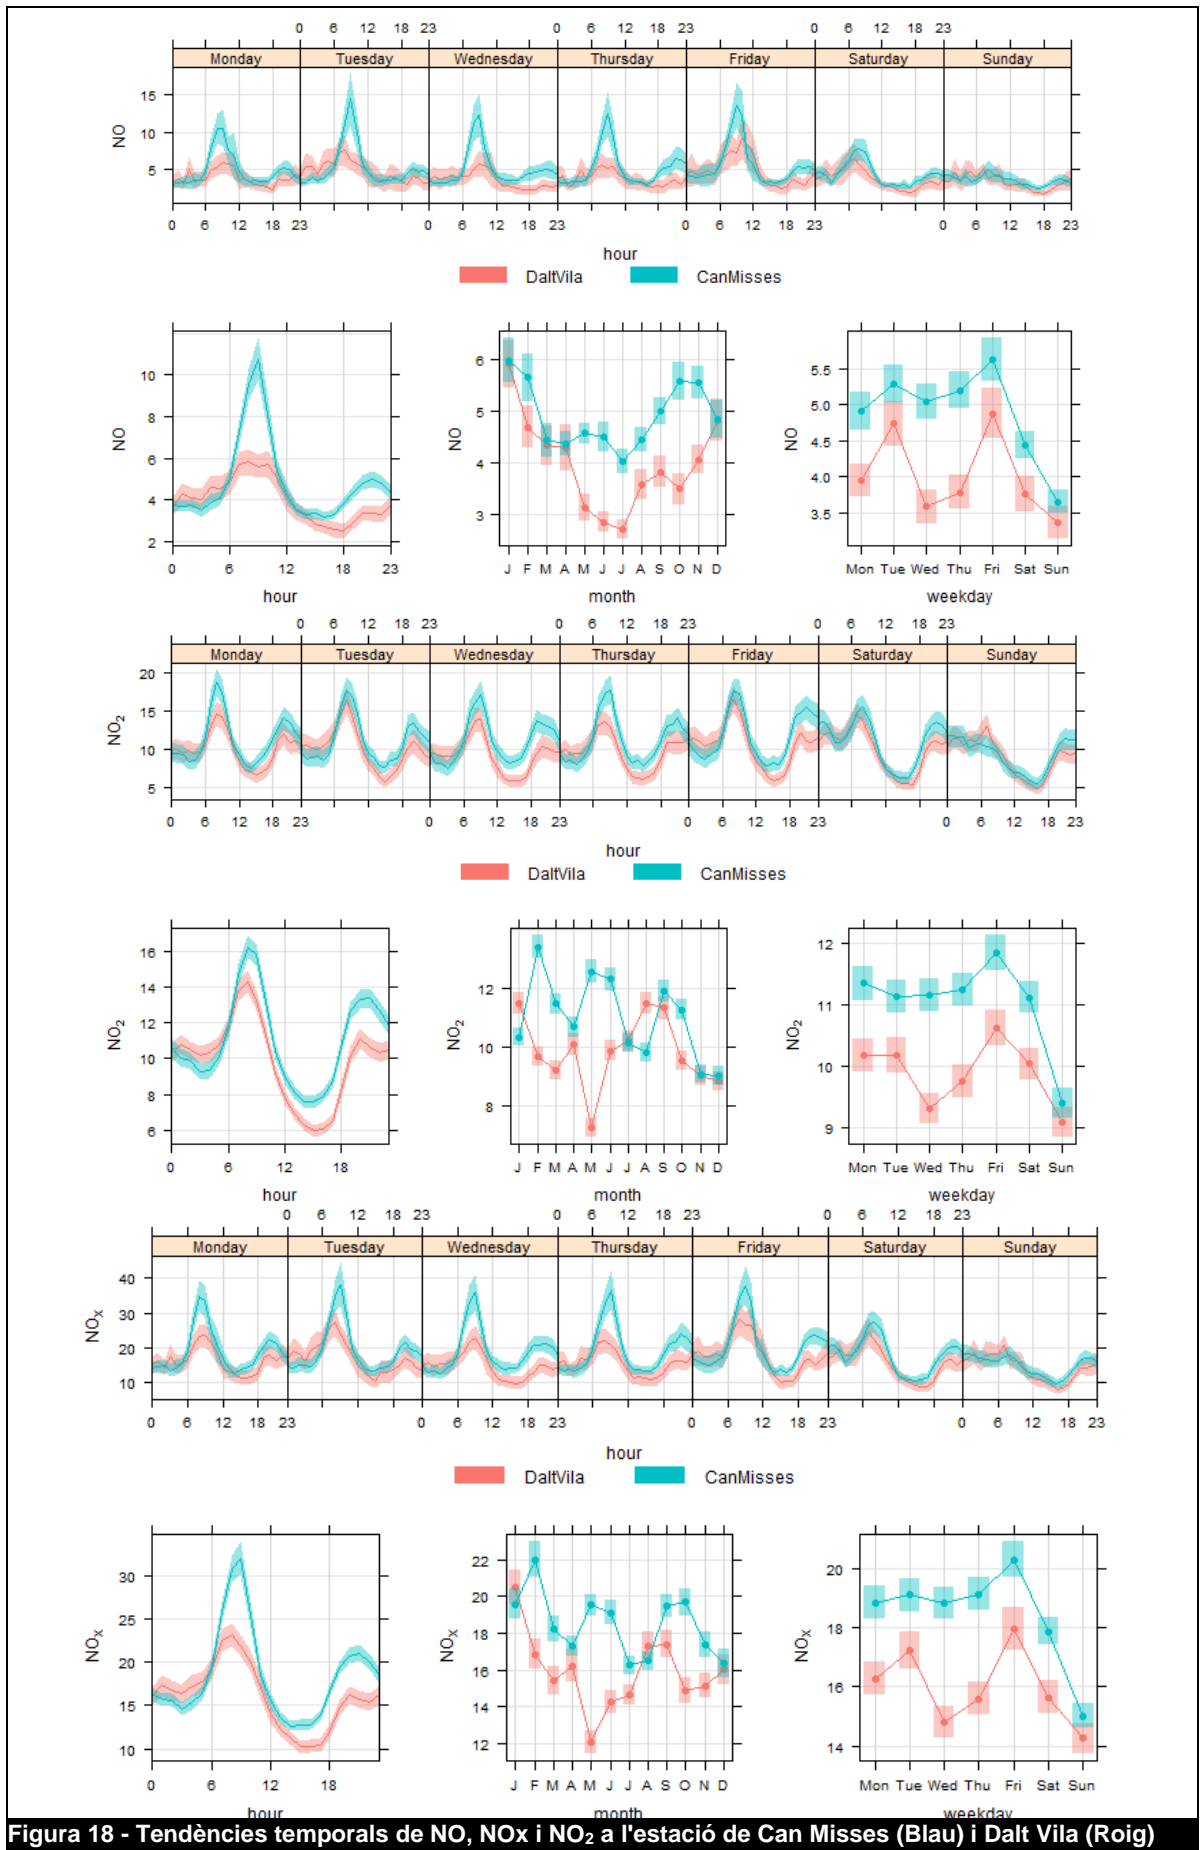 0 6 12 18 23 0 6 12 18 23 0 6 12 18 23
Monday Tuesday Wednesday Thursday Friday Saturday Sunday
15
10
5
NO
0 6 12 18 23 0 6 12 18 23 0 6 12 18 23 0 6 12 18 23
hour
DaltVila CanMisses
10
8
6
4
2
NO
0 6 12 18 23
hour
6
5
4
3
NO
J F M A M J J A S O N D
month
5.5
5.0
4.5
4.0
3.5
NO
Mon Tue Wed Thu Fri Sat Sun
weekday
0 6 12 18 23 0 6 12 18 23 0 6 12 18 23
Monday Tuesday Wednesday Thursday Friday Saturday Sunday
20
15
10
5
NO2
0 6 12 18 23 0 6 12 18 23 0 6 12 18 23 0 6 12 18 23
hour
DaltVila CanMisses
16
14
12
10
8
6
NO2
0 6 12 18
hour
12
10
8
NO2
J F M A M J J A S O N D
month
12
11
10
9
NO2
Mon Tue Wed Thu Fri Sat Sun
weekday
0 6 12 18 23 0 6 12 18 23 0 6 12 18 23
Monday Tuesday Wednesday Thursday Friday Saturday Sunday
40
30
20
10
NOX
0 6 12 18 23 0 6 12 18 23 0 6 12 18 23 0 6 12 18 23
hour
DaltVila CanMisses
30
25
20
15
10
NOX
0 6 12 18
hour
22
20
18
16
14
12
NOX
J F M A M J J A S O N D
month
20
18
16
14
NOX
Mon Tue Wed Thu Fri Sat Sun
weekday
Figura 18 - Tendències temporals de NO, NOx i NO2 a l'estació de Can Misses (Blau) i Dalt Vila (Roig)